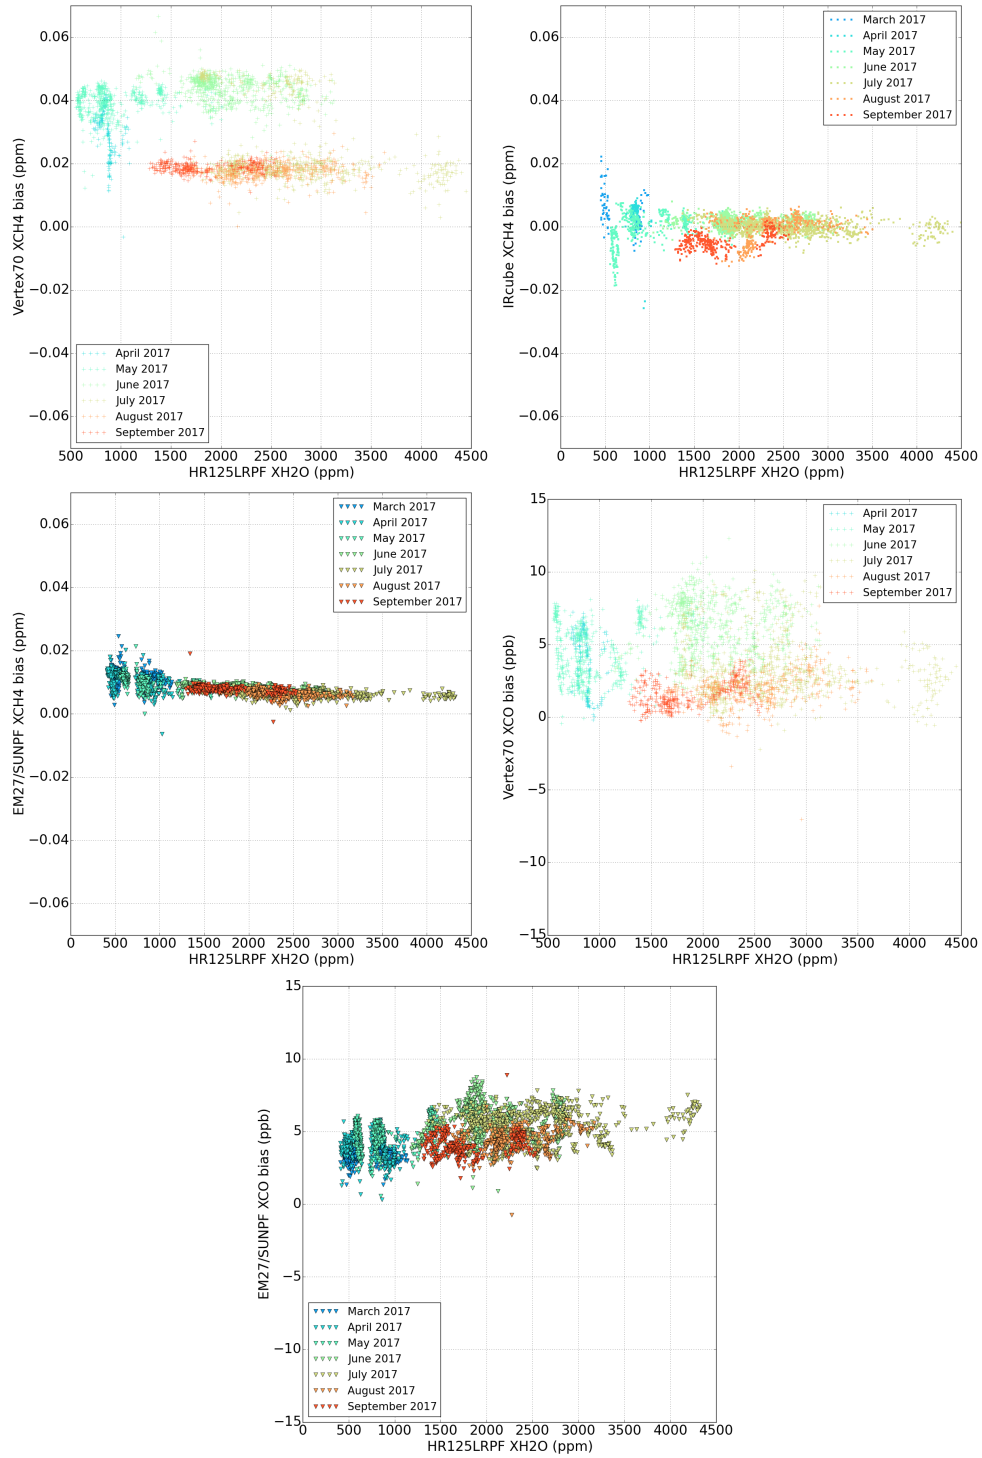 0.06
0.04
0.02
0.00
−0.02
−0.04
−0.06
Vertex70 XCH4 bias (ppm)
April 2017
May 2017
June 2017
July 2017
August 2017
September 2017
500 1000 1500 2000 2500 3000 3500 4000 4500
HR125LRPF XH2O (ppm)
0.06
0.04
0.02
0.00
−0.02
−0.04
−0.06
IRcube XCH4 bias (ppm)
March 2017
April 2017
May 2017
June 2017
July 2017
August 2017
September 2017
0 500 1000 1500 2000 2500 3000 3500 4000 4500
HR125LRPF XH2O (ppm)
0.06
0.04
0.02
0.00
−0.02
−0.04
−0.06
EM27/SUNPF XCH4 bias (ppm)
March 2017
April 2017
May 2017
June 2017
July 2017
August 2017
September 2017
0 500 1000 1500 2000 2500 3000 3500 4000 4500
HR125LRPF XH2O (ppm)
15
10
5
0
−5
−10
−15
Vertex70 XCO bias (ppb)
April 2017
May 2017
June 2017
July 2017
August 2017
September 2017
500 1000 1500 2000 2500 3000 3500 4000 4500
HR125LRPF XH2O (ppm)
15
10
5
0
−5
−10
−15
EM27/SUNPF XCO bias (ppb)
March 2017
April 2017
May 2017
June 2017
July 2017
August 2017
September 2017
0 500 1000 1500 2000 2500 3000 3500 4000 4500
HR125LRPF XH2O (ppm)